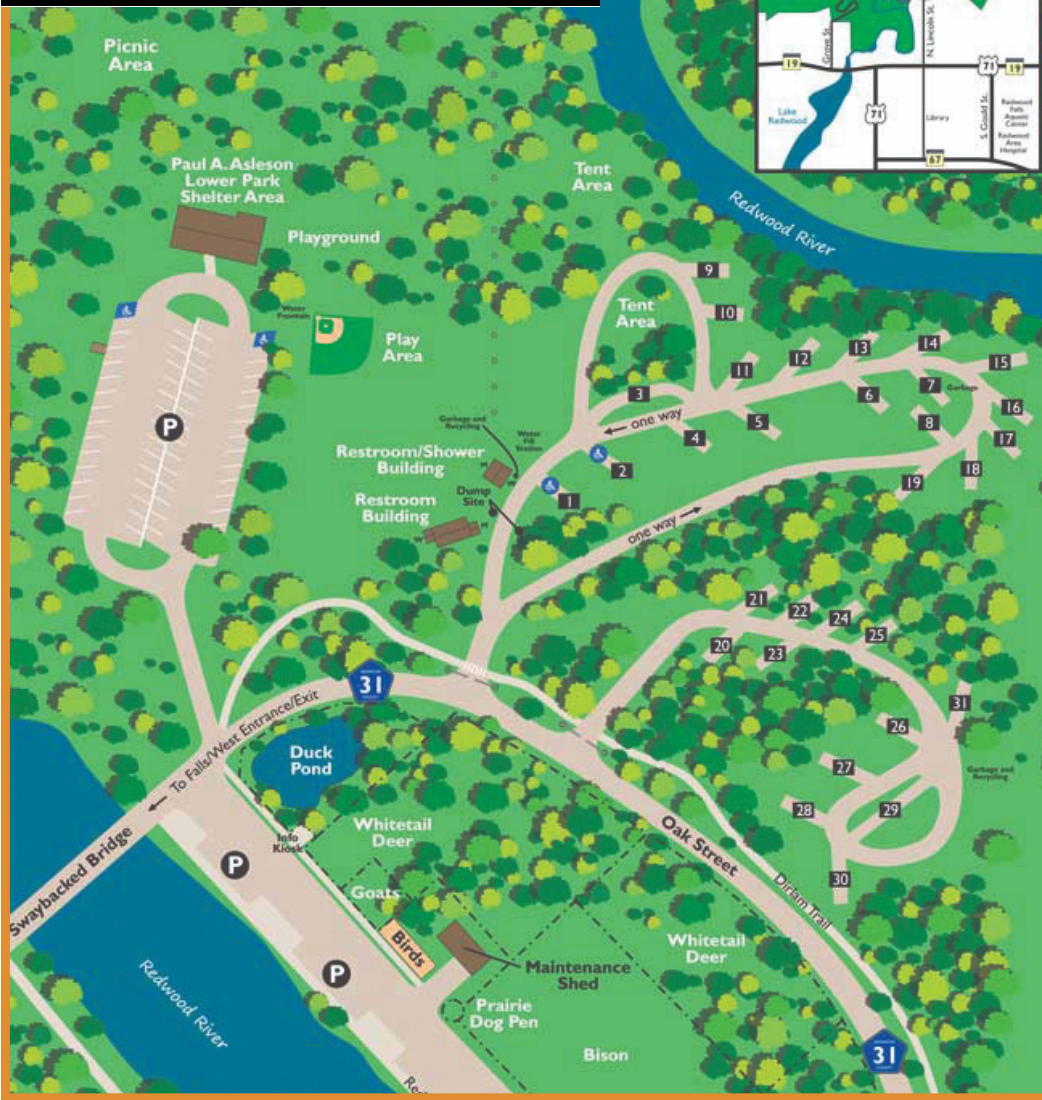 Picnic
Area
Gould St.
N. Lincoln St.
19
71
19
Lake
Redwood
71
Library
S. Gould St.
Redwood
Falls
Aquatic
Center
Redwood
Area
Hospital
67
Paul A. Asleson
Lower Park
Shelter Area
Tent
Area
Redwood River
Playground
Water
Fountain
Play
Area
Tent
Area
9
10
11
12
13
14
15
3
6
7
Garbage
16
one way
5
4
8
17
P
Garbage and
Recycling
Water
Fill
Station
Restroom/Shower
Building
M
W
2
18
19
Restroom
Building
Dump
Site
1
M
W
one way
21
22
24
25
20
23
31
To Falls/West Entrance/Exit
Duck
Pond
31
26
27
Garbage and
Recycling
28
29
30
Whitetail
Deer
Info
Kiosk
Oak Street
Dirlam Trail
Swaybacked Bridge
P
Goats
Birds
Maintenance
Shed
Whitetail
Deer
P
Redwood River
Prairie
Dog Pen
Bison
31